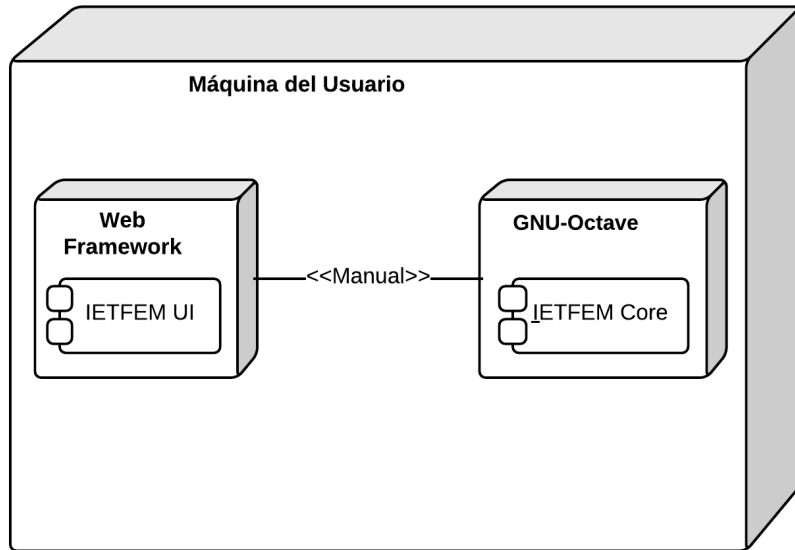 Máquina del Usuario
Web
Framework
IETFEM UI
<<Manual>>
GNU-Octave
IETFEM Core